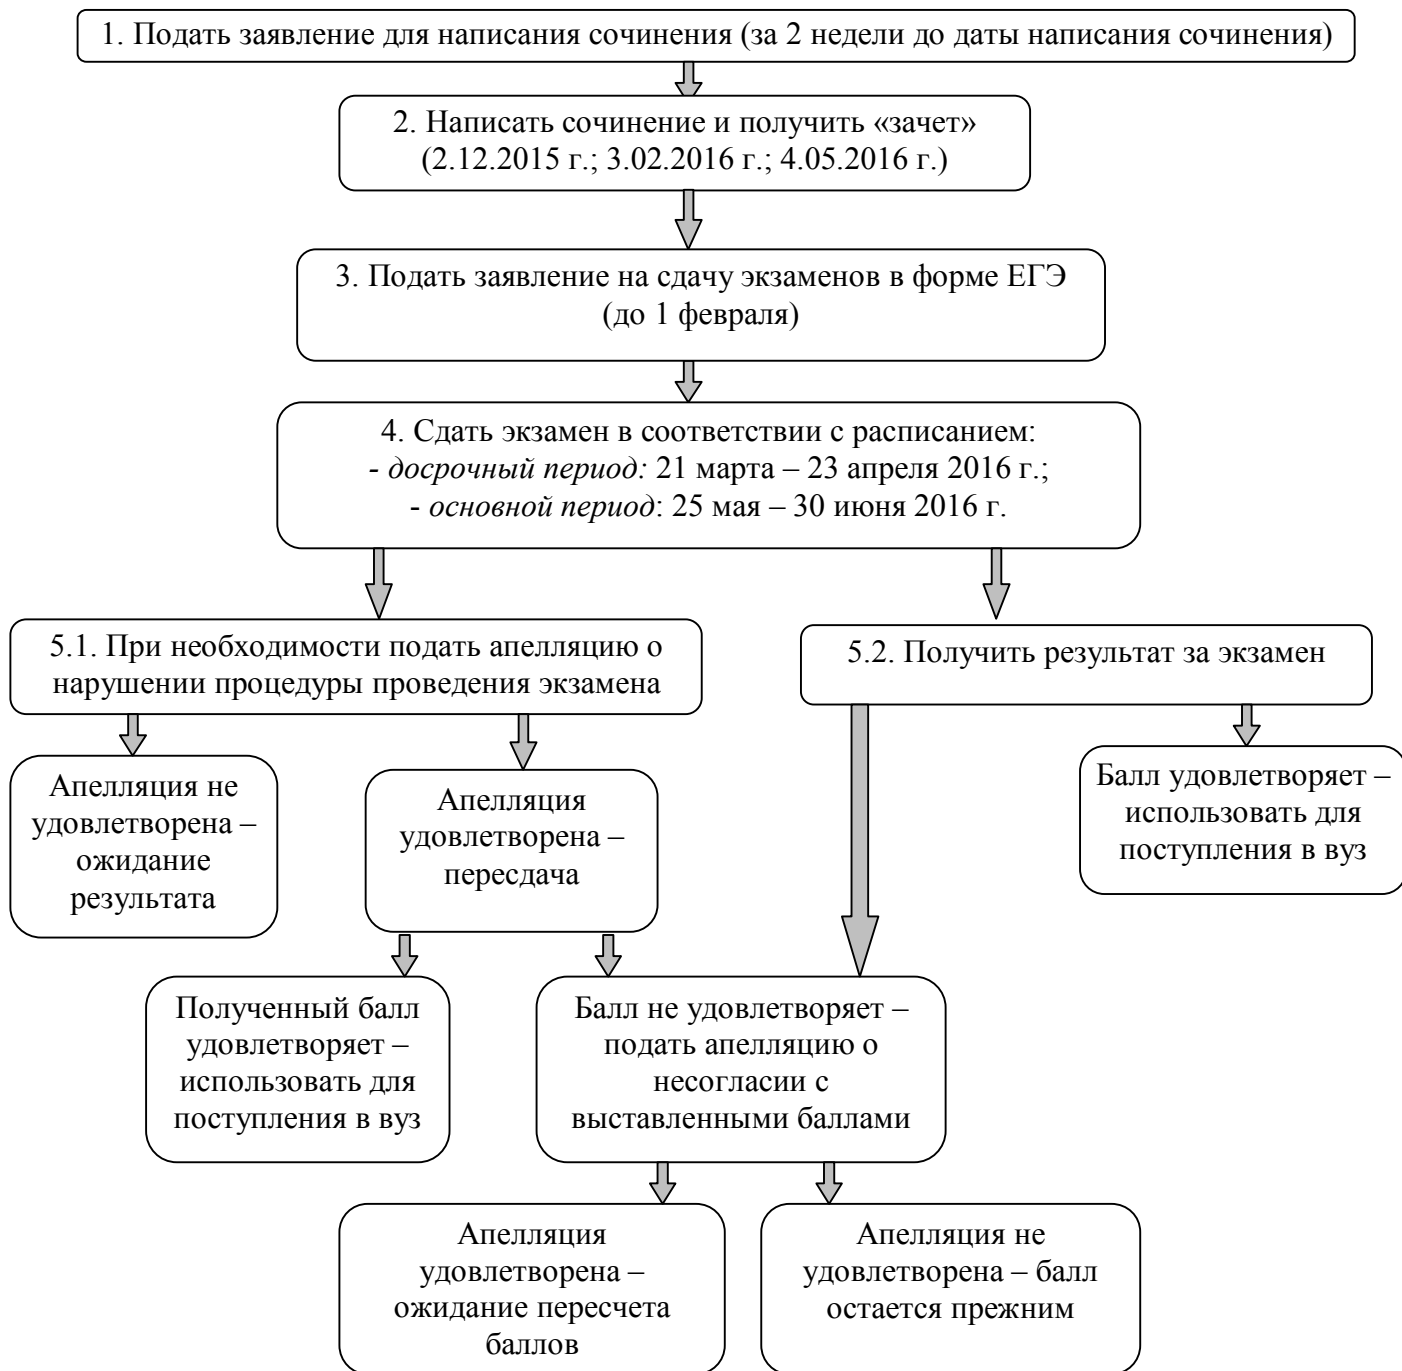 1. Подать заявление для написания сочинения (за 2 недели до даты написания сочинения)
2. Написать сочинение и получить «зачет»
(2.12.2015 г.; 3.02.2016 г.; 4.05.2016 г.)
3. Подать заявление на сдачу экзаменов в форме ЕГЭ
(до 1 февраля)
4. Сдать экзамен в соответствии с расписанием:
- досрочный период: 21 марта – 23 апреля 2016 г.;
- основной период: 25 мая – 30 июня 2016 г.
5.1. При необходимости подать апелляцию о
нарушении процедуры проведения экзамена
5.2. Получить результат за экзамен
Апелляция не
удовлетворена –
ожидание
результата
Апелляция
удовлетворена –
пересдача
Балл удовлетворяет –
использовать для
поступления в вуз
Полученный балл
удовлетворяет –
использовать для
поступления в вуз
Балл не удовлетворяет –
подать апелляцию о
несогласии с
выставленными баллами
Апелляция
удовлетворена –
ожидание пересчета
баллов
Апелляция не
удовлетворена – балл
остается прежним